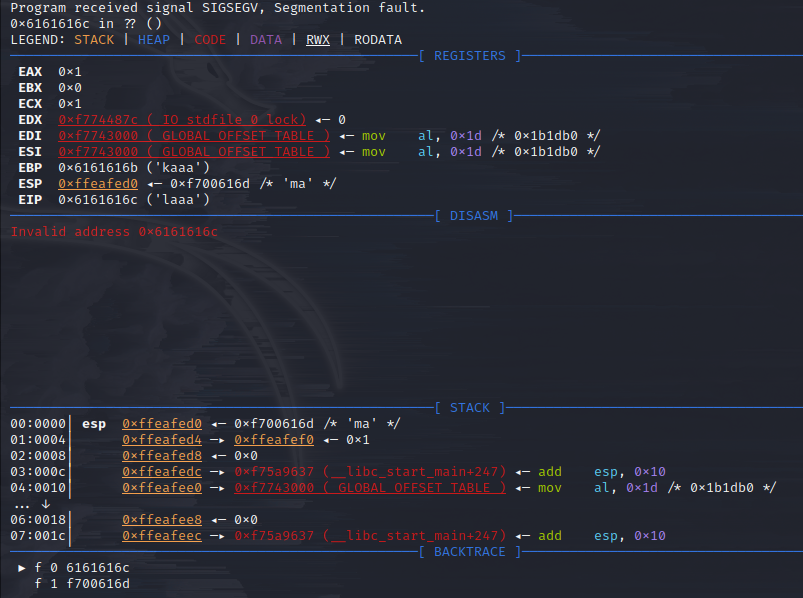 Program received signal SIGSEGV, Segmentation fault.
0×6161616c in ?? ()
LEGEND: STACK | HEAP | CODE | DATA | RWX | RODATA
[ REGISTERS ]
EAX 0×1
EBX 0×0
ECX 0×1
EDX 0×f774487c (_IO_stdfile_0_lock) ◂— 0
EDI 0×f7743000 (_GLOBAL_OFFSET_TABLE_) ◂— mov al, 0×1d /* 0×1b1db0 */
ESI 0×f7743000 (_GLOBAL_OFFSET_TABLE_) ◂— mov al, 0×1d /* 0×1b1db0 */
EBP 0×6161616b ('kaaa')
ESP 0×ffeafed0 ◂— 0×f700616d /* 'ma' */
EIP 0×6161616c ('laaa')
[ DISASM ]
Invalid address 0×6161616c
[ STACK ]
00:0000│ esp 0×ffeafed0 ◂— 0×f700616d /* 'ma' */
01:0004│ 0×ffeafed4 —▸ 0×ffeafef0 ◂— 0×1
02:0008│ 0×ffeafed8 ◂— 0×0
03:000c│ 0×ffeafedc —▸ 0×f75a9637 (__libc_start_main+247) ◂— add esp, 0×10
04:0010│ 0×ffeafee0 —▸ 0×f7743000 (_GLOBAL_OFFSET_TABLE_) ◂— mov al, 0×1d /* 0×1b1db0 */
... ↓
06:0018│ 0×ffeafee8 ◂— 0×0
07:001c│ 0×ffeafeec —▸ 0×f75a9637 (__libc_start_main+247) ◂— add esp, 0×10
[ BACKTRACE ]
► f 0 6161616c
f 1 f700616d